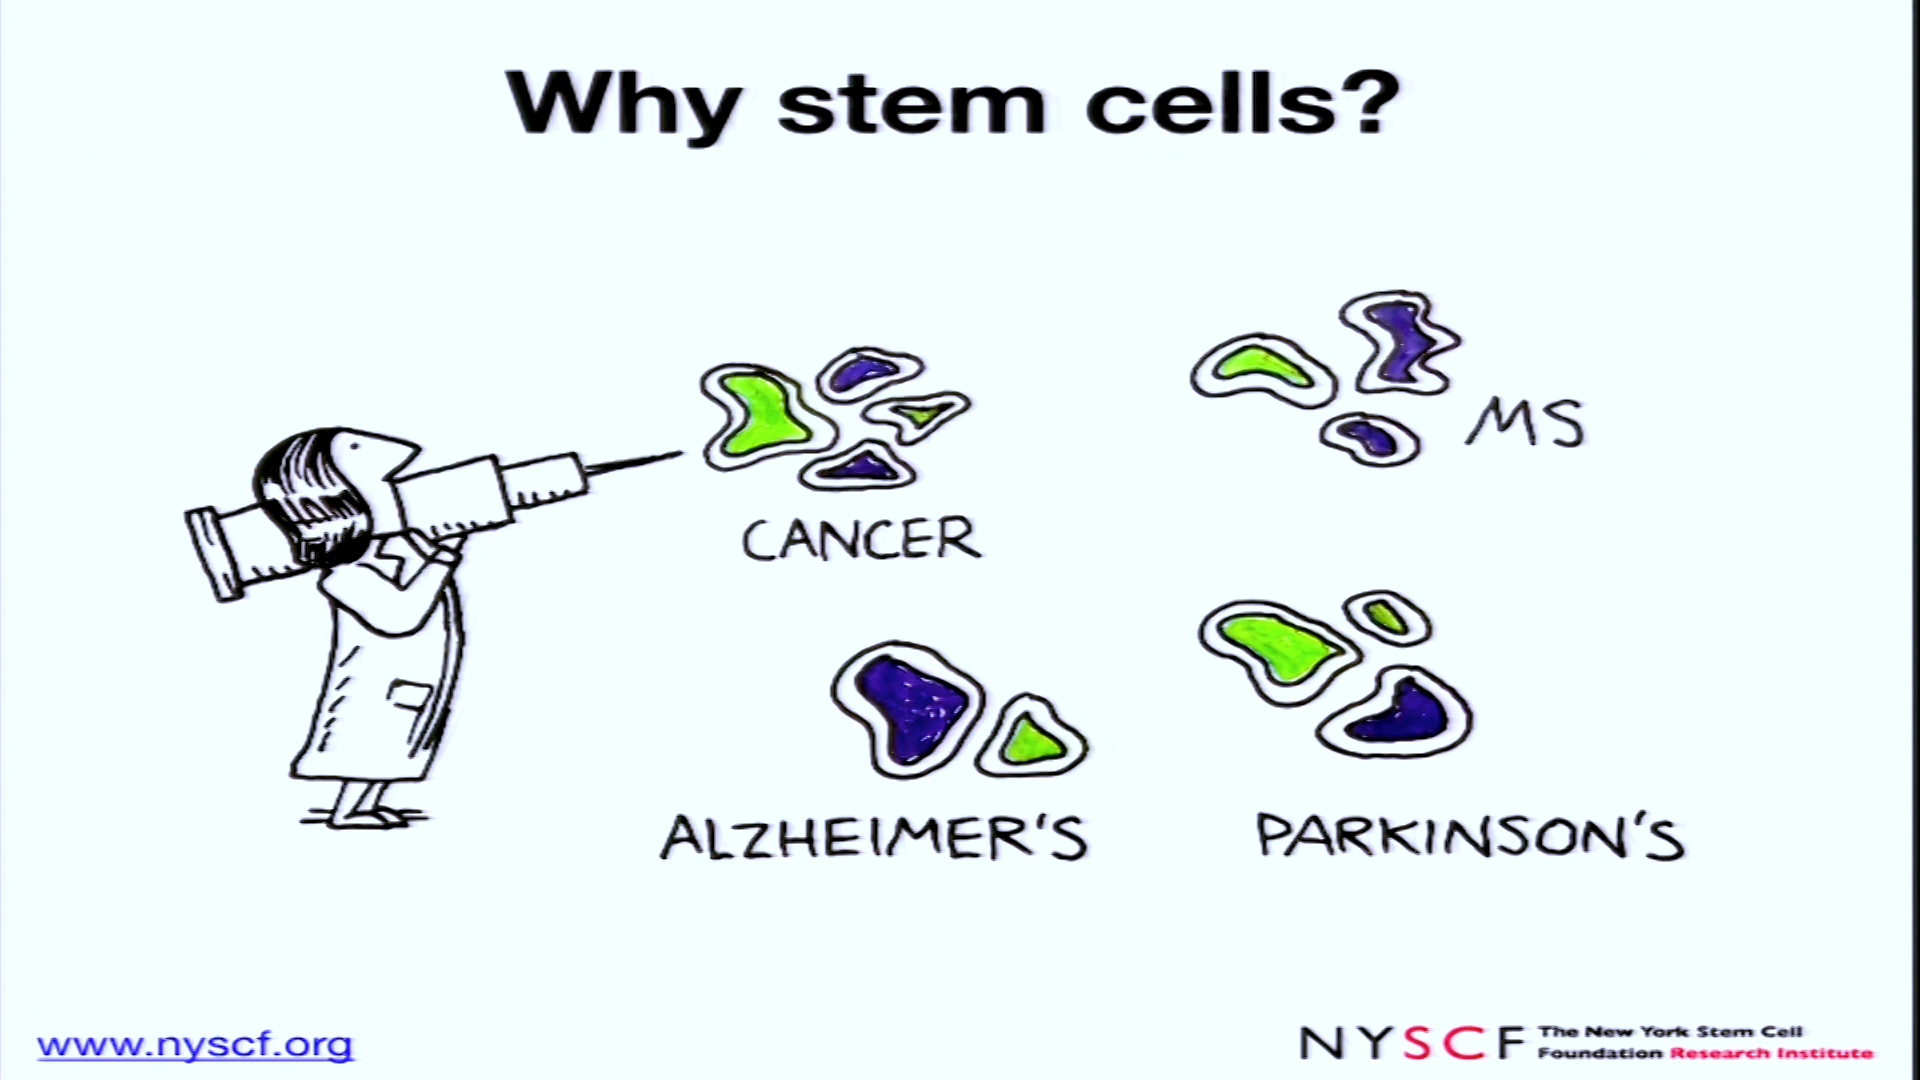 Why stem cells?
MS
CANCER
ALZHEIMER'S
PARKINSON'S
www.nyscf.org
NYSCF
The New York Stem Cell
Foundation Research Institute